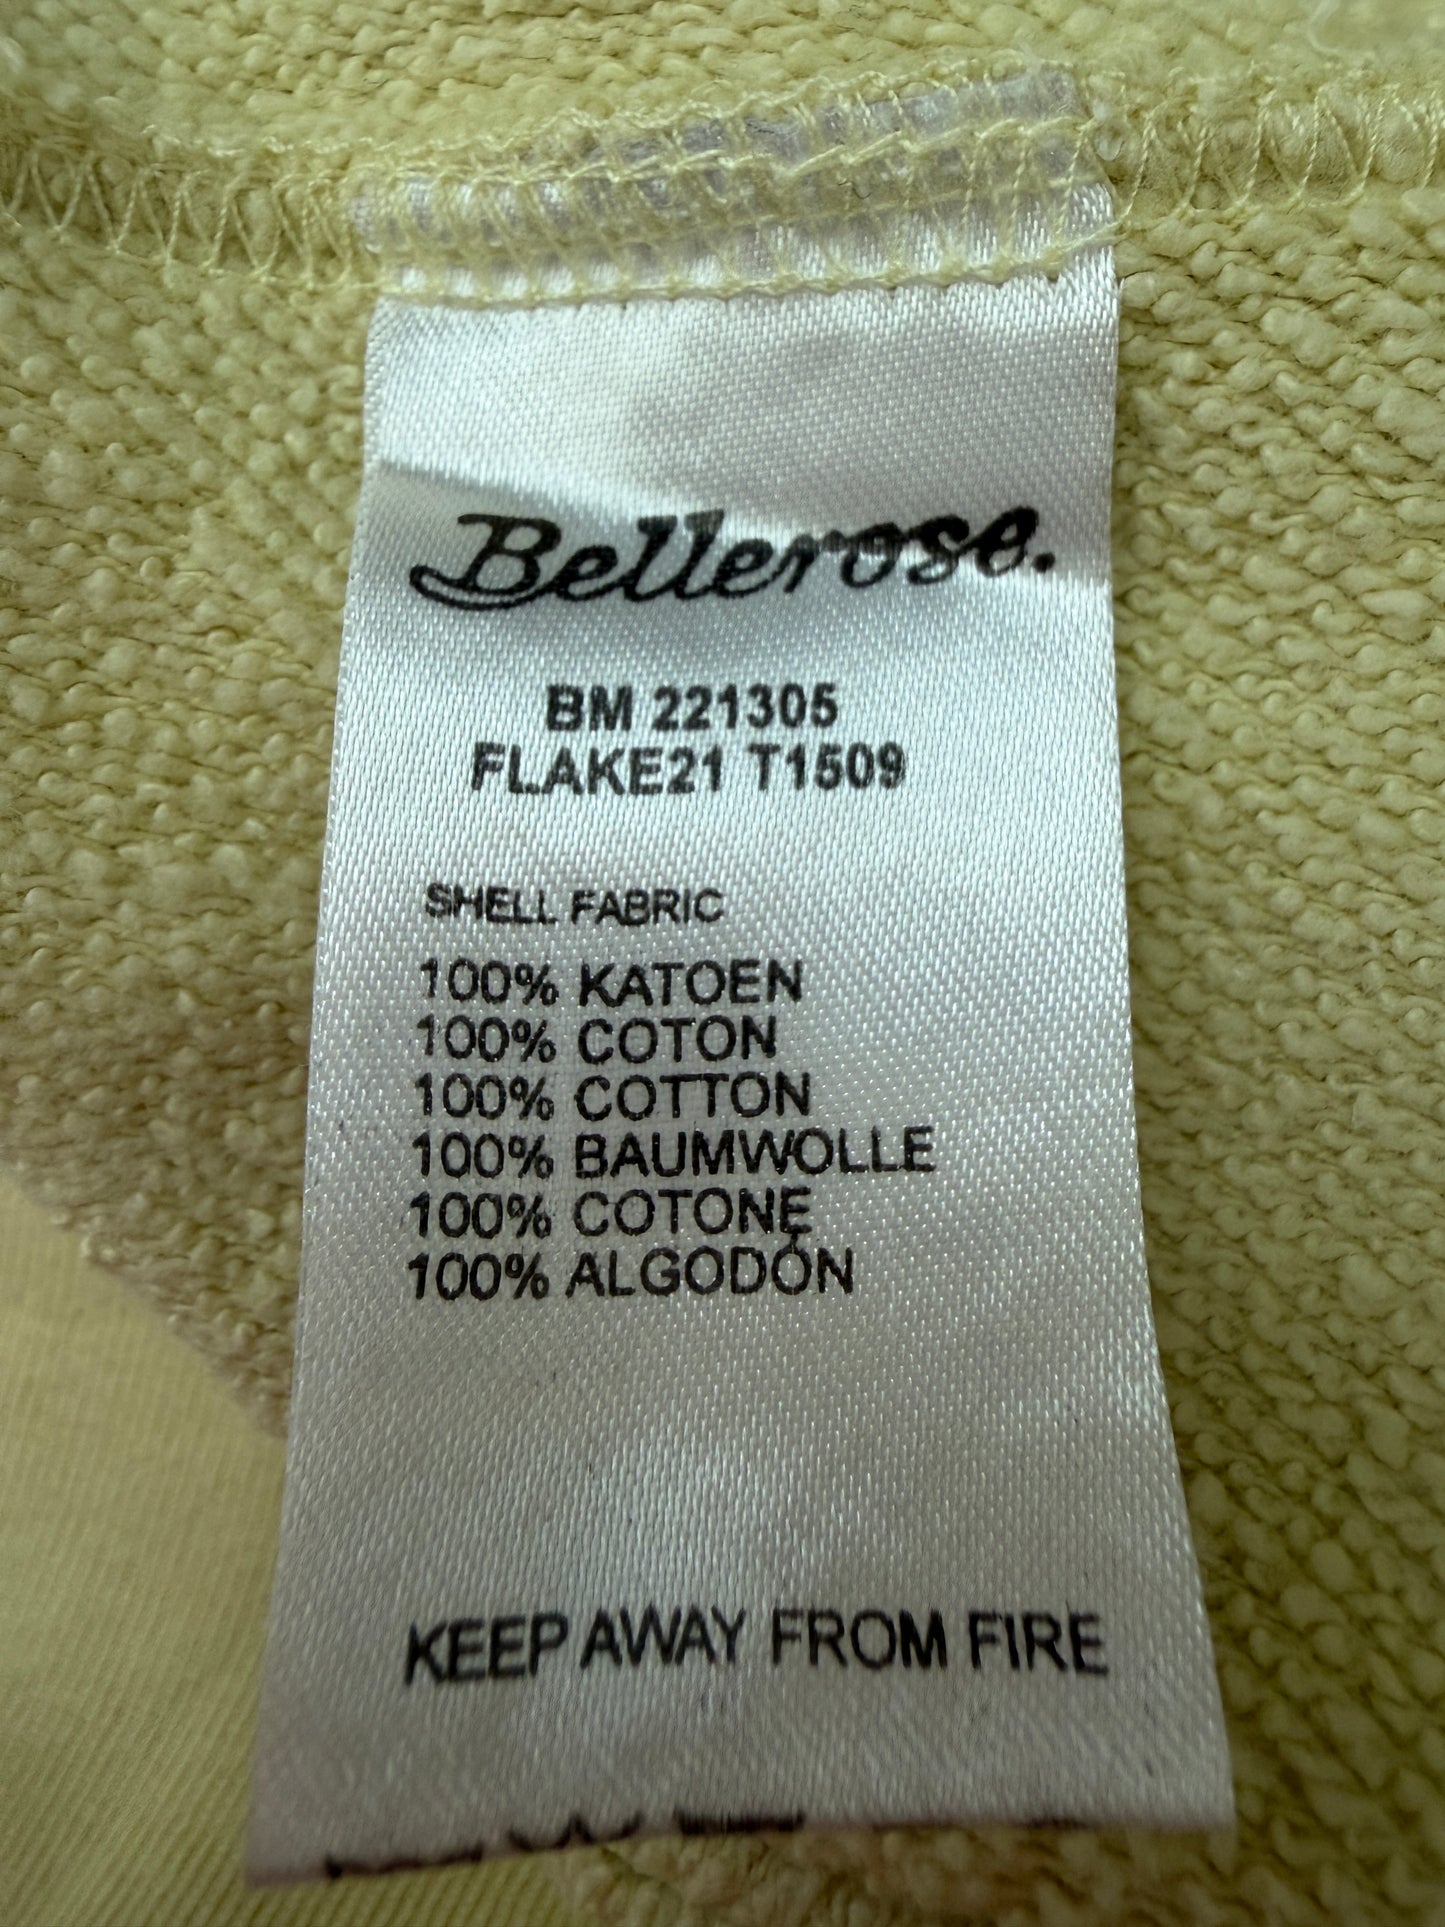 Bellerose.
BM 221305
FLAKE21 T1509
SHELL FABRIC
100% KATOEN
100% COTON
100% COTTON
100% BAUMWOLLE
100% COTONE
100% ALGODÓN
KEEP AWAY FROM FIRE